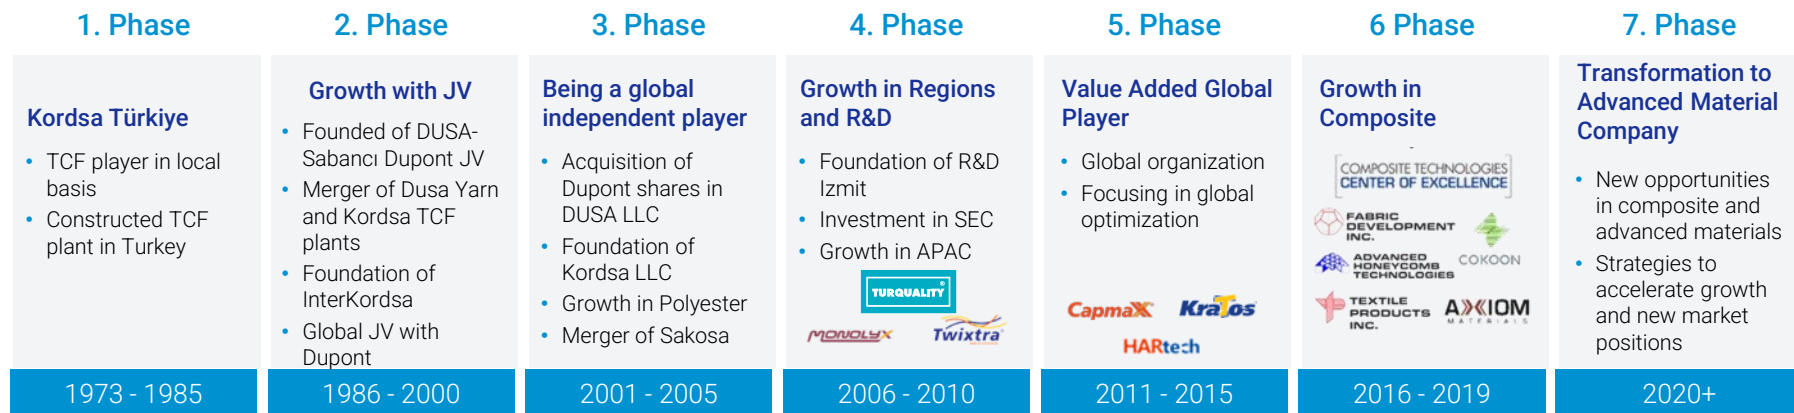 1. Phase
Kordsa Türkiye
• TCF player in local
basis
• Constructed TCF
plant in Turkey
1973 - 1985
2. Phase
Growth with JV
• Founded of DUSA-
Sabancı Dupont JV
• Merger of Dusa Yarn
and Kordsa TCF
plants
• Foundation of
InterKordsa
• Global JV with
Dupont
1986 - 2000
3. Phase
Being a global
independent player
• Acquisition of
Dupont shares in
DUSA LLC
• Foundation of
Kordsa LLC
• Growth in Polyester
• Merger of Sakosa
2001 - 2005
4. Phase
Growth in Regions
and R&D
• Foundation of R&D
Izmit
• Investment in SEC
• Growth in APAC
TURQUALITY®
MONOLYX
Twixtra
2006 - 2010
5. Phase
Value Added Global
Player
• Global organization
• Focusing in global
optimization
CapmaX
KraTos
HARtech
2011 - 2015
6 Phase
Growth in
Composite
COMPOSITE TECHNOLOGIES
CENTER OF EXCELLENCE
FABRIC
DEVELOPMENT
INC.
ADVANCED
HONEYCOMB
TECHNOLOGIES
COKOON
TEXTILE
PRODUCTS
INC.
AXIOM
MATERIALS
2016 - 2019
7. Phase
Transformation to
Advanced Material
Company
• New opportunities
in composite and
advanced materials
• Strategies to
accelerate growth
and new market
positions
2020+